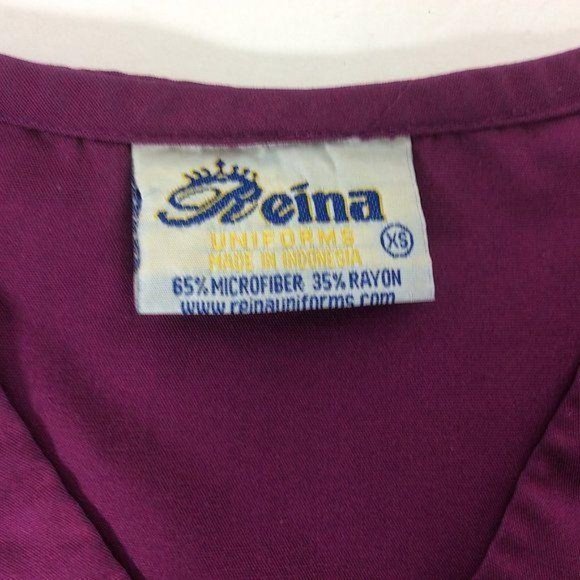 Reina
UNIFORMS
XS
MADE IN INDONESIA
65% MICROFIBER 35% RAYON
www.reinauniforms.com